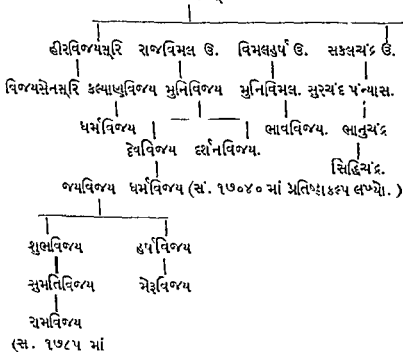 હીરવિજયસૂરિ રાજવિમલ ઉ. વિમલહર્ષ ઉ. સકલચંદ્ર ઉ.
વિજયસેનસૂરિ કલ્યાણવિજય મુનિવિજય મુનિવિમલ. સુરચંદ પંન્યાસ.
ધર્મવિજય ભાવવિજય. ભાનુચંદ્ર
દેવવિજય દર્શનવિજય.
સિદ્ધિચંદ્ર.
જયવિજય ધર્મવિજય (સં. ૧૭૦૪૦ માં પ્રતિષ્ઠાકલ્પ લખ્યો.)
શુભવિજય હર્ષવિજય
સુમતિવિજય મેરૂવિજય
રામવિજય
(સ. ૧૭૮૫ માં